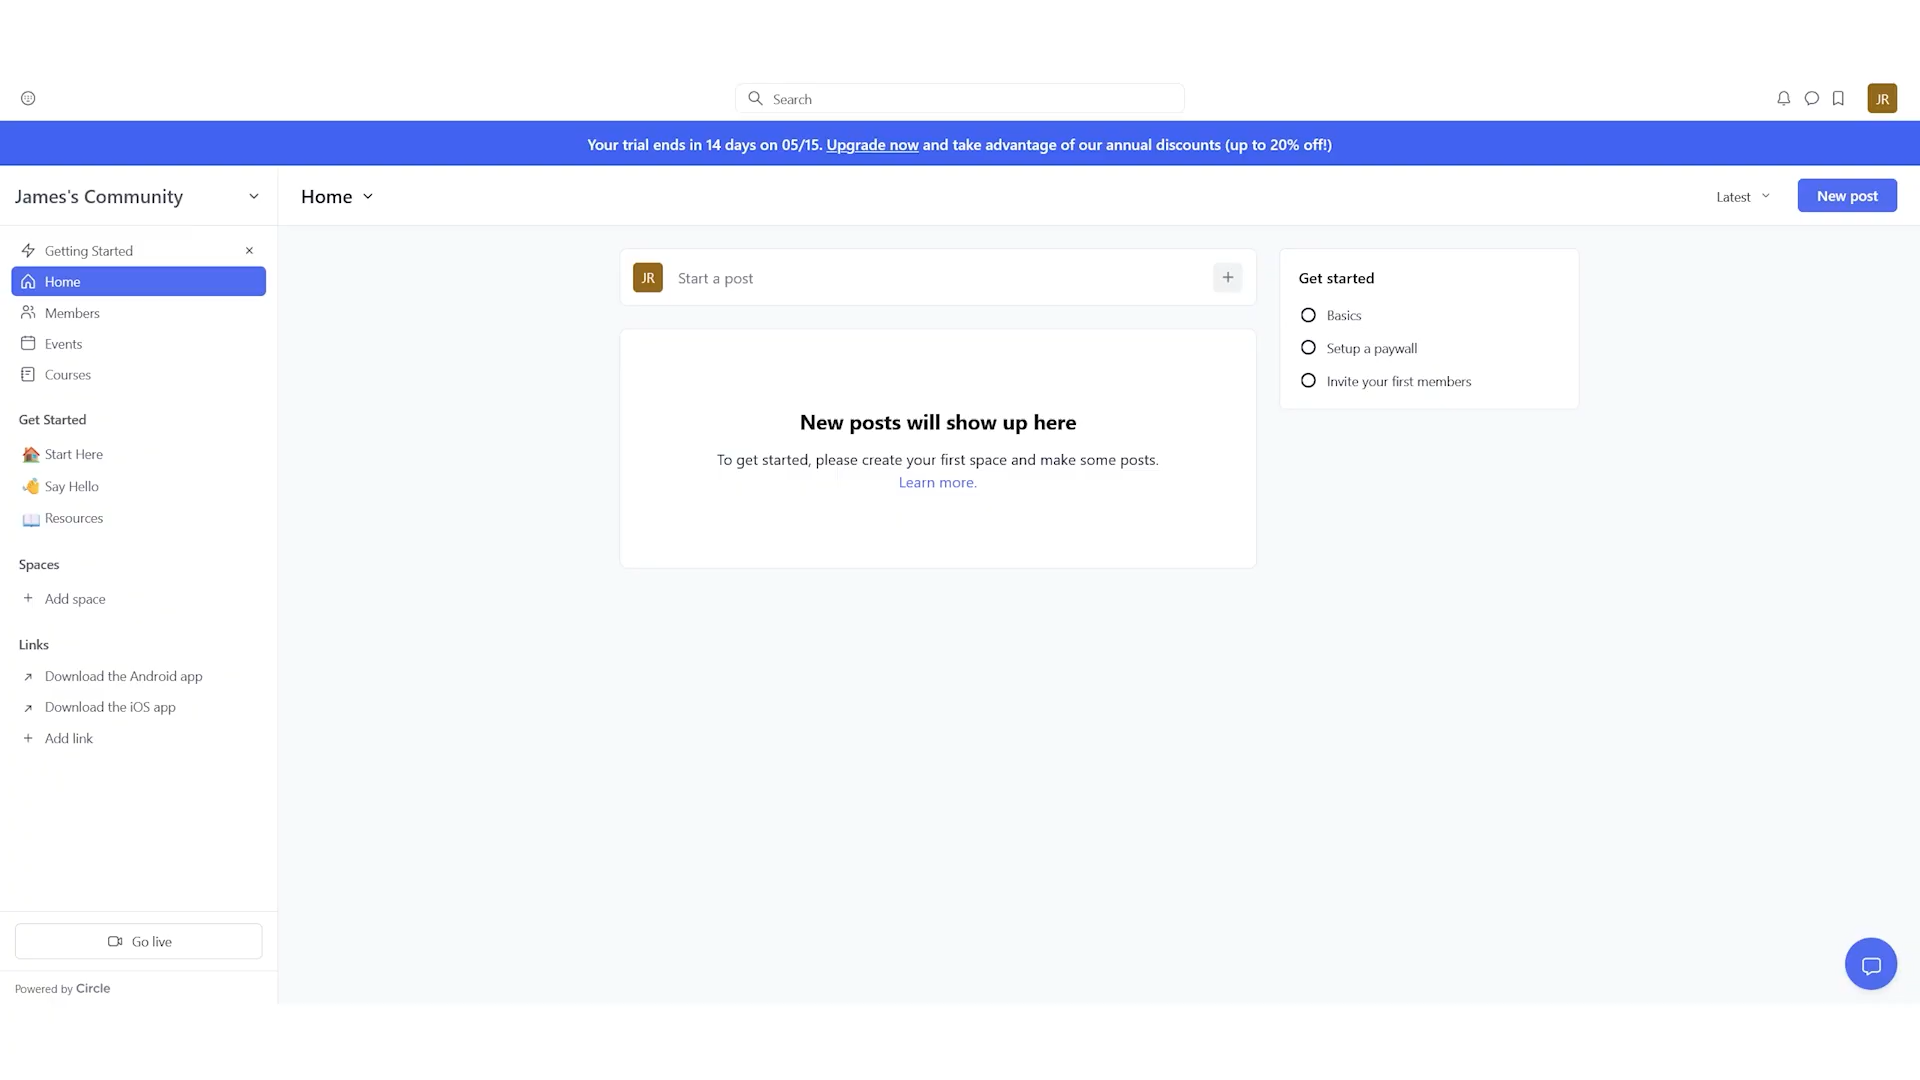 Search
JR
Your trial ends in 14 days on 05/15. Upgrade now and take advantage of our annual discounts (up to 20% off!)
James's Community
Home
Latest
New post
Getting Started
Home
Members
Events
Courses
Get Started
Start Here
Say Hello
Resources
Spaces
Add space
Links
Download the Android app
Download the iOS app
Add link
Go live
Powered by Circle
JR
Start a post
New posts will show up here
To get started, please create your first space and make some posts.
Learn more.
Get started
Basics
Setup a paywall
Invite your first members